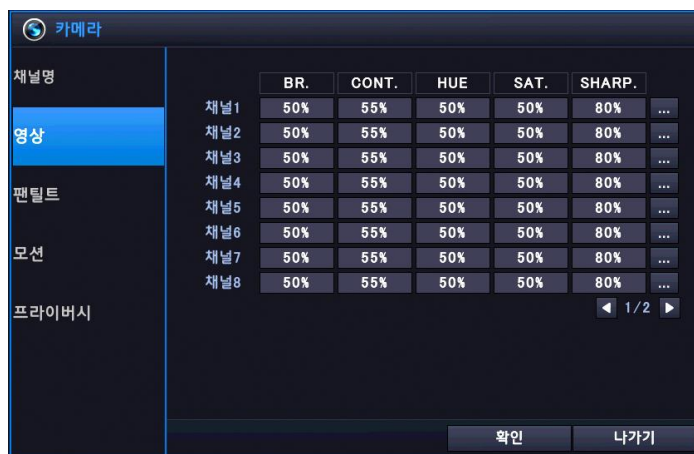 카메라
채널명
영상
팬틸트
모션
프라이버시
BR. CONT. HUE SAT. SHARP.
채널1 50% 55% 50% 50% 80% ...
채널2 50% 55% 50% 50% 80% ...
채널3 50% 55% 50% 50% 80% ...
채널4 50% 55% 50% 50% 80% ...
채널5 50% 55% 50% 50% 80% ...
채널6 50% 55% 50% 50% 80% ...
채널7 50% 55% 50% 50% 80% ...
채널8 50% 55% 50% 50% 80% ...
1/2
확인 나가기